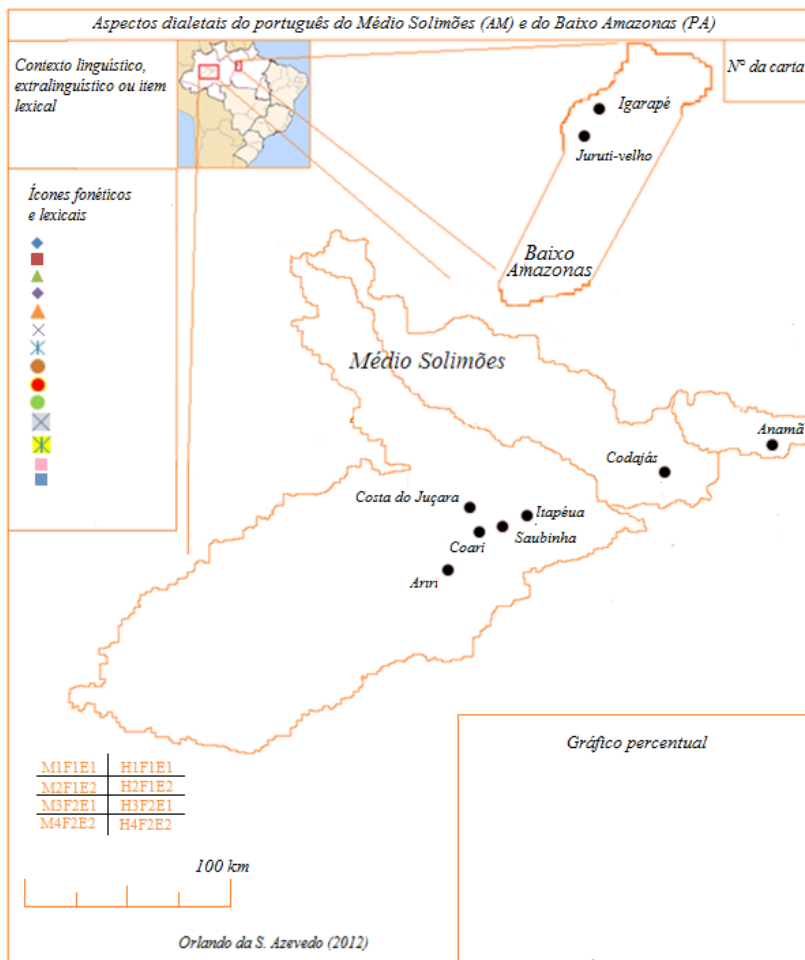 Aspectos dialetais do português do Médio Solimões (AM) e do Baixo Amazonas (PA)
Contexto linguístico,
extralinguístico ou item
lexical
Nº da carta
Igarapé
Juruti-velho
Baixo
Amazonas
Ícones fonéticos
e lexicais
Médio Solimões
Anamã
Codajás
Costa do Juçara
Itapéua
Saubinha
Coari
Ariri
Gráfico percentual
M1F1E1 H1F1E1
M2F1E2 H2F1E2
M3F2E1 H3F2E1
M4F2E2 H4F2E2
100 km
Orlando da S. Azevedo (2012)